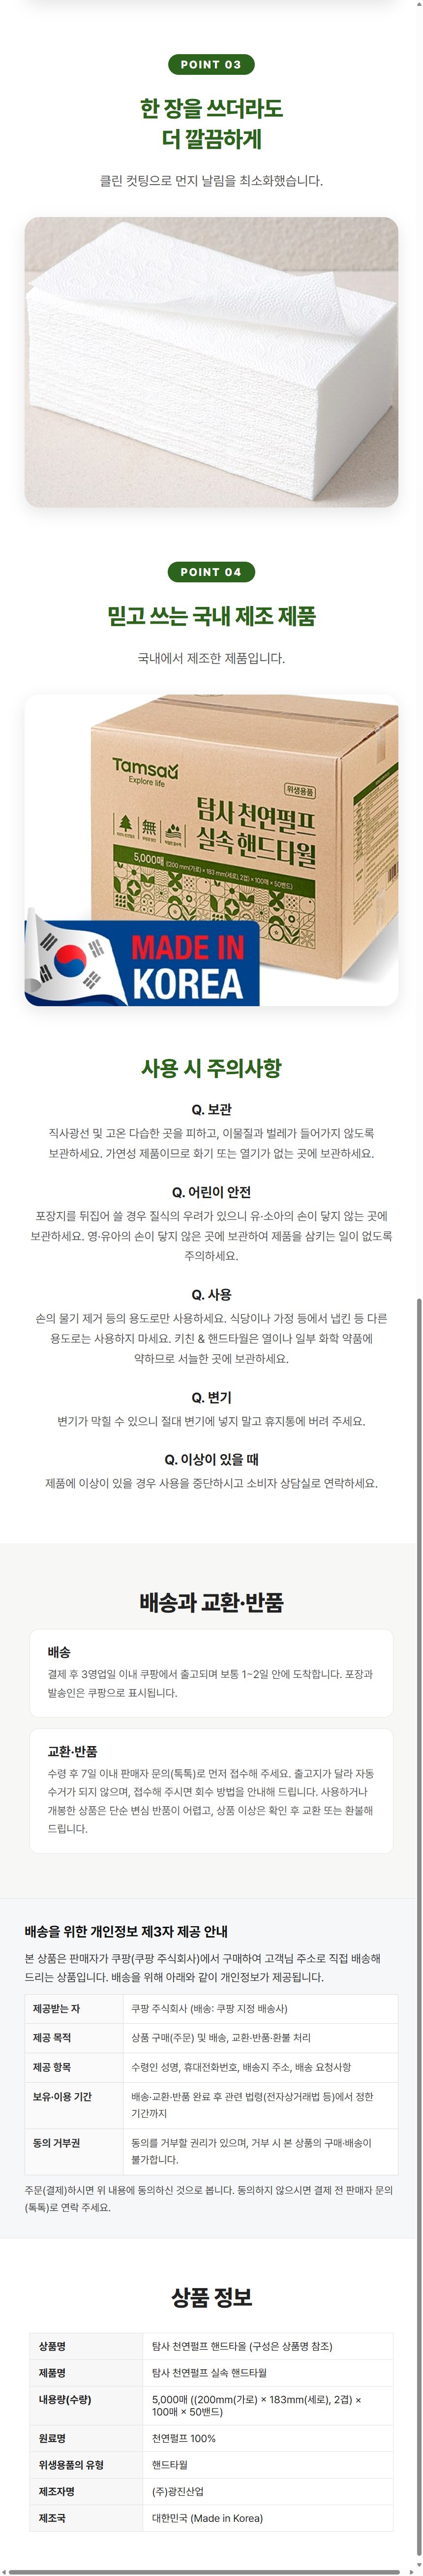 POINT 03
한 장을 쓰더라도
더 깔끔하게
클린 컷팅으로 먼지 날림을 최소화했습니다.
POINT 04
믿고 쓰는 국내 제조 제품
국내에서 제조한 제품입니다.
Tamsaa
Explore life
위생용품
탐사 천연펄프
실속 핸드타월
無
5,000매 ((200mm(가로) × 183mm(세로), 2겹) × 100매 × 50밴드)
MADE IN
KOREA
사용 시 주의사항
Q. 보관
직사광선 및 고온 다습한 곳을 피하고, 이물질과 벌레가 들어가지 않도록
보관하세요. 가연성 제품이므로 화기 또는 열기가 없는 곳에 보관하세요.
Q. 어린이 안전
포장지를 뒤집어 쓸 경우 질식의 우려가 있으니 유·소아의 손이 닿지 않는 곳에
보관하세요. 영·유아의 손이 닿지 않은 곳에 보관하여 제품을 삼키는 일이 없도록
주의하세요.
Q. 사용
손의 물기 제거 등의 용도로만 사용하세요. 식당이나 가정 등에서 냅킨 등 다른
용도로는 사용하지 마세요. 키친 & 핸드타월은 열이나 일부 화학 약품에
약하므로 서늘한 곳에 보관하세요.
Q. 변기
변기가 막힐 수 있으니 절대 변기에 넣지 말고 휴지통에 버려 주세요.
Q. 이상이 있을 때
제품에 이상이 있을 경우 사용을 중단하시고 소비자 상담실로 연락하세요.
배송과 교환·반품
배송
결제 후 3영업일 이내 쿠팡에서 출고되며 보통 1~2일 안에 도착합니다. 포장과
발송인은 쿠팡으로 표시됩니다.
교환·반품
수령 후 7일 이내 판매자 문의(톡톡)로 먼저 접수해 주세요. 출고지가 달라 자동
수거가 되지 않으며, 접수해 주시면 회수 방법을 안내해 드립니다. 사용하거나
개봉한 상품은 단순 변심 반품이 어렵고, 상품 이상은 확인 후 교환 또는 환불해
드립니다.
배송을 위한 개인정보 제3자 제공 안내
본 상품은 판매자가 쿠팡(쿠팡 주식회사)에서 구매하여 고객님 주소로 직접 배송해
드리는 상품입니다. 배송을 위해 아래와 같이 개인정보가 제공됩니다.
제공받는 자 쿠팡 주식회사 (배송: 쿠팡 지정 배송사)
제공 목적 상품 구매(주문) 및 배송, 교환·반품·환불 처리
제공 항목 수령인 성명, 휴대전화번호, 배송지 주소, 배송 요청사항
보유·이용 기간 배송·교환·반품 완료 후 관련 법령(전자상거래법 등)에서 정한
기간까지
동의 거부권 동의를 거부할 권리가 있으며, 거부 시 본 상품의 구매·배송이
불가합니다.
주문(결제)하시면 위 내용에 동의하신 것으로 봅니다. 동의하지 않으시면 결제 전 판매자 문의
(톡톡)로 연락 주세요.
상품 정보
상품명 탐사 천연펄프 핸드타올 (구성은 상품명 참조)
제품명 탐사 천연펄프 실속 핸드타월
내용량(수량) 5,000매 ((200mm(가로) × 183mm(세로), 2겹) ×
100매 × 50밴드)
원료명 천연펄프 100%
위생용품의 유형 핸드타월
제조자명 (주)광진산업
제조국 대한민국 (Made in Korea)